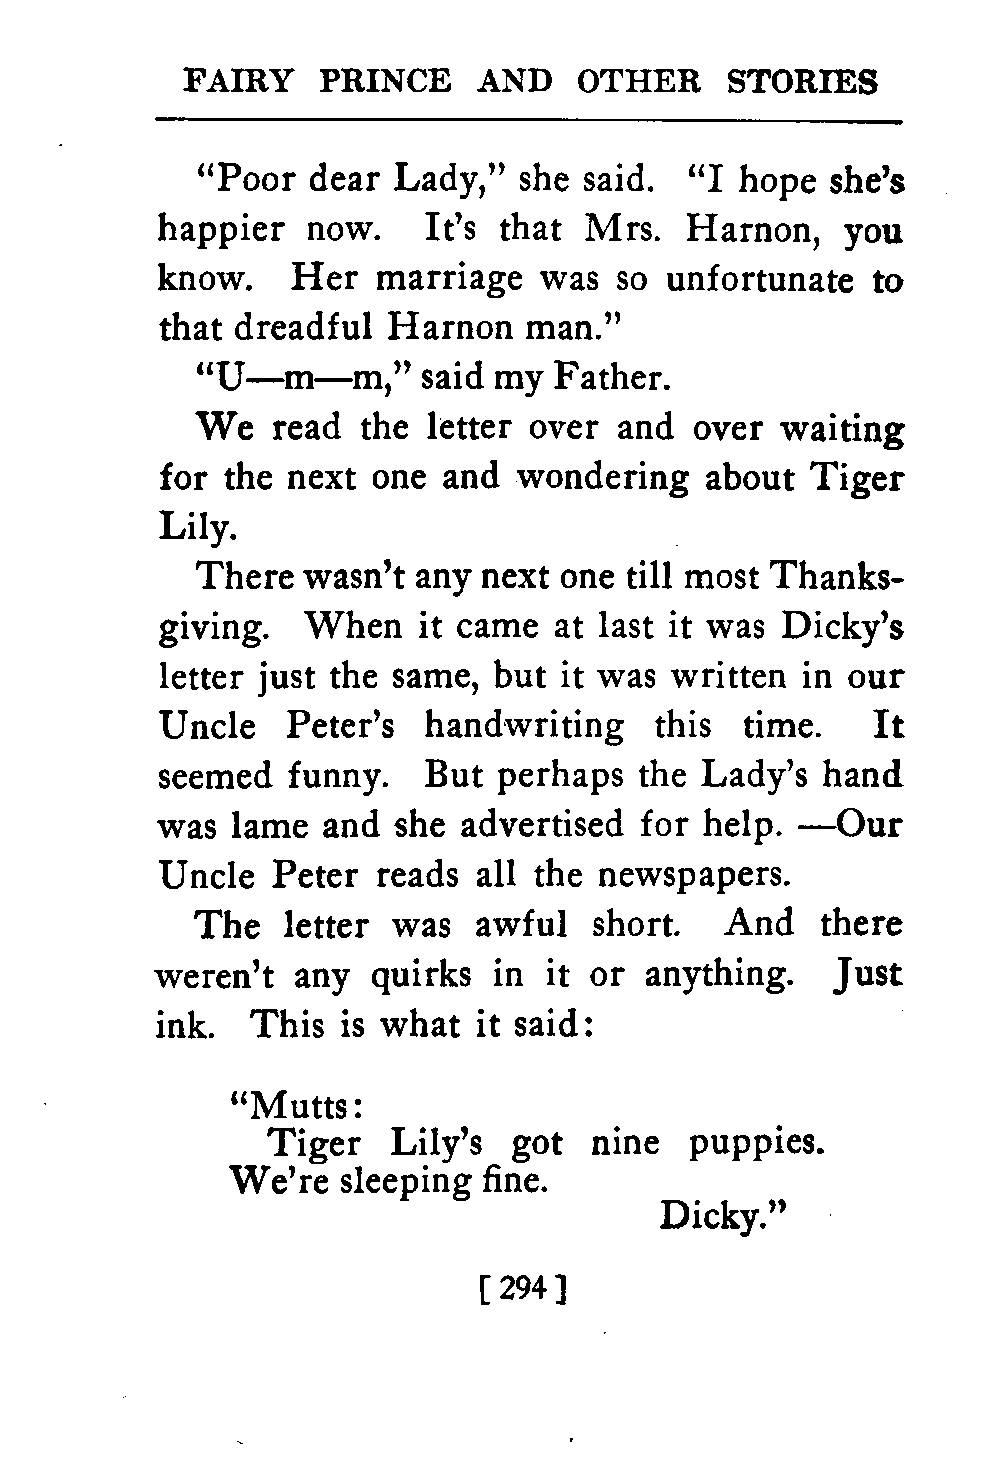 FAIRY PRINCE AND OTHER STORIES
"Poor dear Lady," she said. "I hope she's
happier now. It's that Mrs. Harnon, you
know. Her marriage was so unfortunate to
that dreadful Harnon man."
"U—m—m," said my Father.
We read the letter over and over waiting
for the next one and wondering about Tiger
Lily.
There wasn't any next one till most Thanks-
giving. When it came at last it was Dicky's
letter just the same, but it was written in our
Uncle Peter's handwriting this time. It
seemed funny. But perhaps the Lady's hand
was lame and she advertised for help. —Our
Uncle Peter reads all the newspapers.
The letter was awful short. And there
weren't any quirks in it or anything. Just
ink. This is what it said:
"Mutts:
Tiger Lily's got nine puppies.
We're sleeping fine.
Dicky."
[ 294 ]